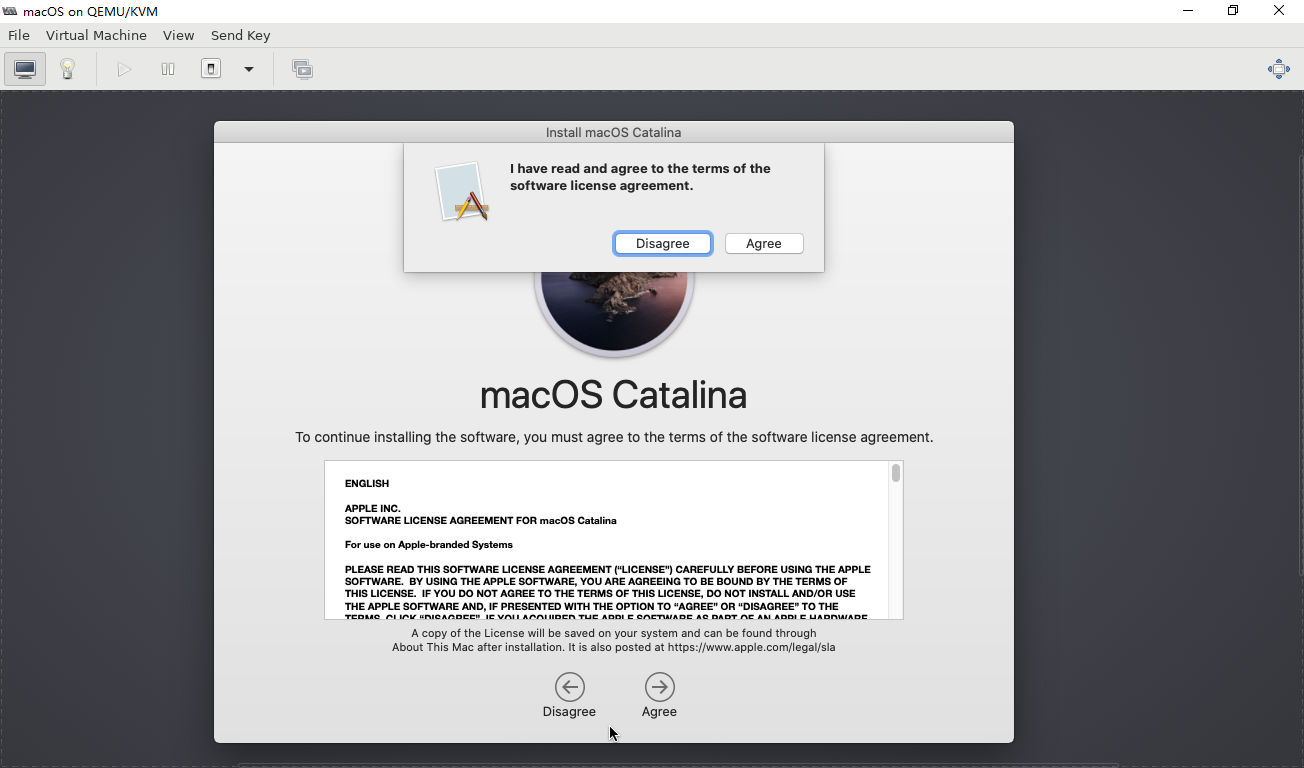 macOS on QEMU/KVM
File Virtual Machine View Send Key
Install macOS Catalina
I have read and agree to the terms of the
software license agreement.
Disagree Agree
macOS Catalina
To continue installing the software, you must agree to the terms of the software license agreement.
ENGLISH
APPLE INC.
SOFTWARE LICENSE AGREEMENT FOR macOS Catalina
For use on Apple-branded Systems
PLEASE READ THIS SOFTWARE LICENSE AGREEMENT (“LICENSE”) CAREFULLY BEFORE USING THE APPLE
SOFTWARE. BY USING THE APPLE SOFTWARE, YOU ARE AGREEING TO BE BOUND BY THE TERMS OF
THIS LICENSE. IF YOU DO NOT AGREE TO THE TERMS OF THIS LICENSE, DO NOT INSTALL AND/OR USE
THE APPLE SOFTWARE AND, IF PRESENTED WITH THE OPTION TO “AGREE” OR “DISAGREE” TO THE
TERMS, CLICK “DISAGREE”. IF YOU ACQUIRED THE APPLE SOFTWARE AS PART OF AN APPLE HARDWARE
A copy of the License will be saved on your system and can be found through
About This Mac after installation. It is also posted at https://www.apple.com/legal/sla
Disagree Agree